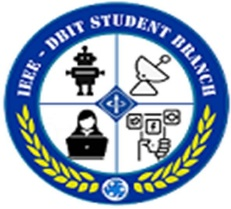 IEEE - DBIT STUDENT BRANCH